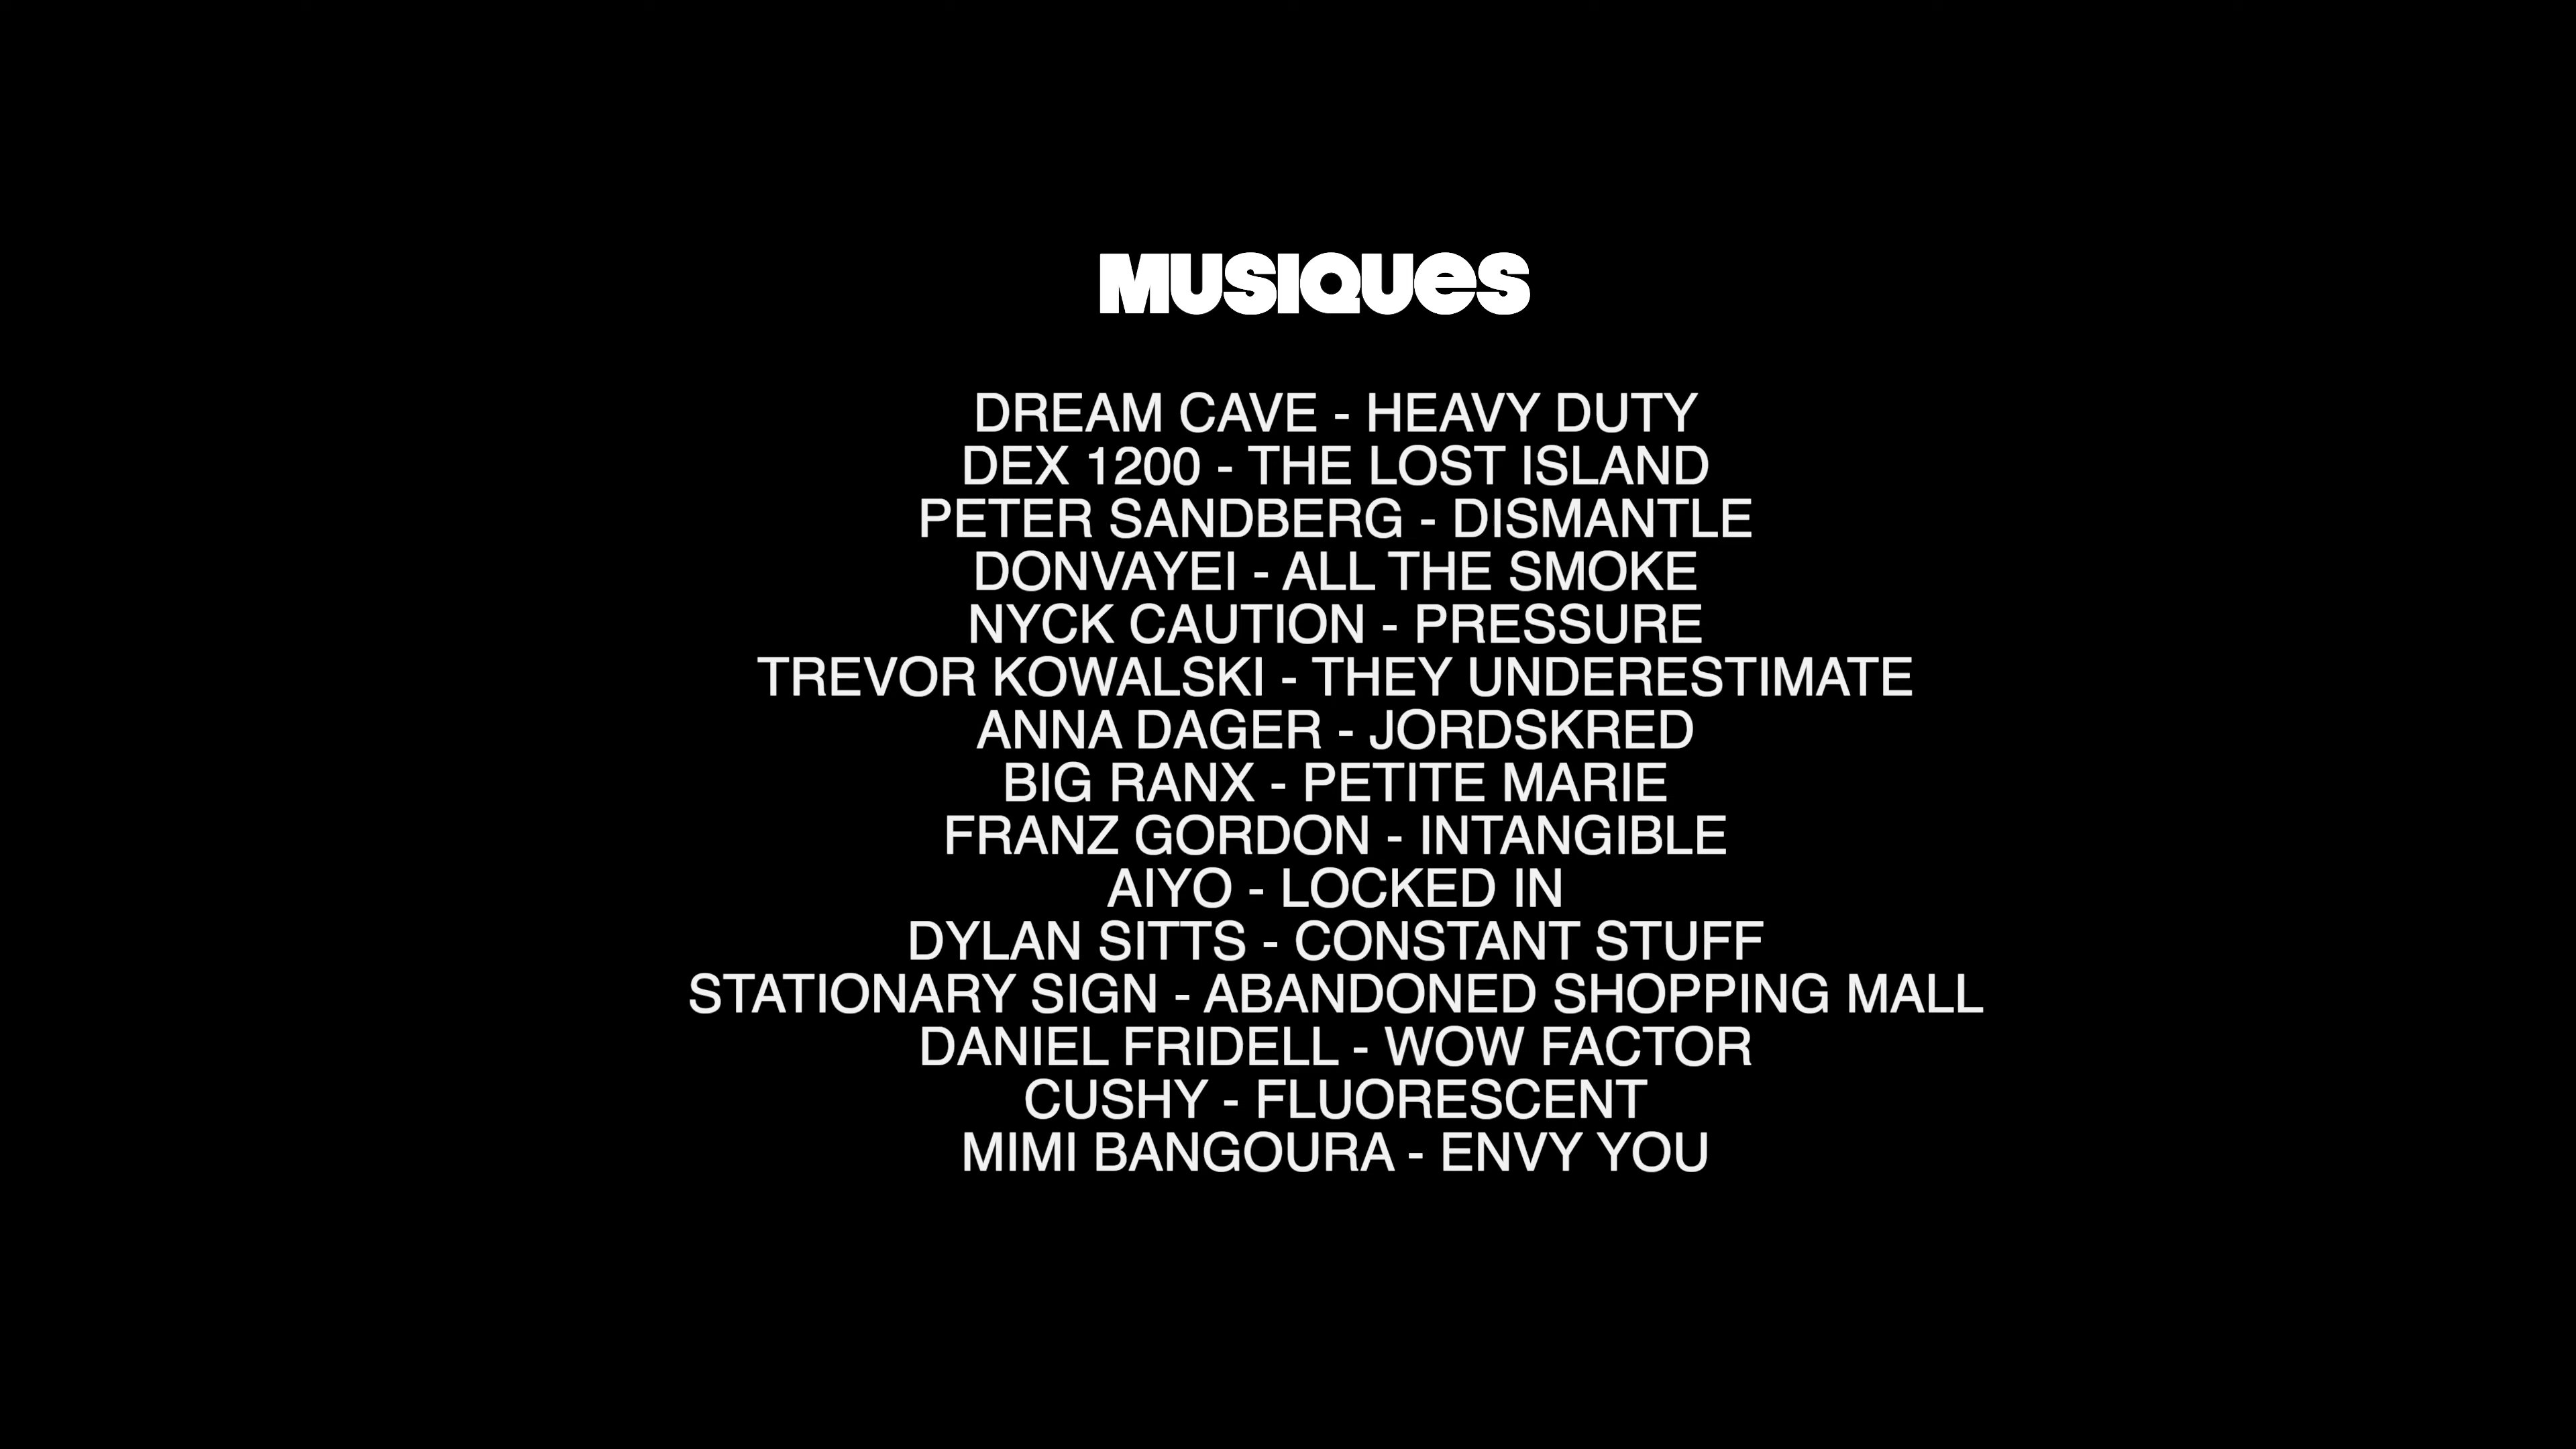 MUSIQUes
DREAM CAVE - HEAVY DUTY
DEX 1200 - THE LOST ISLAND
PETER SANDBERG - DISMANTLE
DONVAYEI - ALL THE SMOKE
NYCK CAUTION - PRESSURE
TREVOR KOWALSKI - THEY UNDERESTIMATE
ANNA DAGER - JORDSKRED
BIG RANX - PETITE MARIE
FRANZ GORDON - INTANGIBLE
AIYO - LOCKED IN
DYLAN SITTS - CONSTANT STUFF
STATIONARY SIGN - ABANDONED SHOPPING MALL
DANIEL FRIDELL - WOW FACTOR
CUSHY - FLUORESCENT
MIMI BANGOURA - ENVY YOU